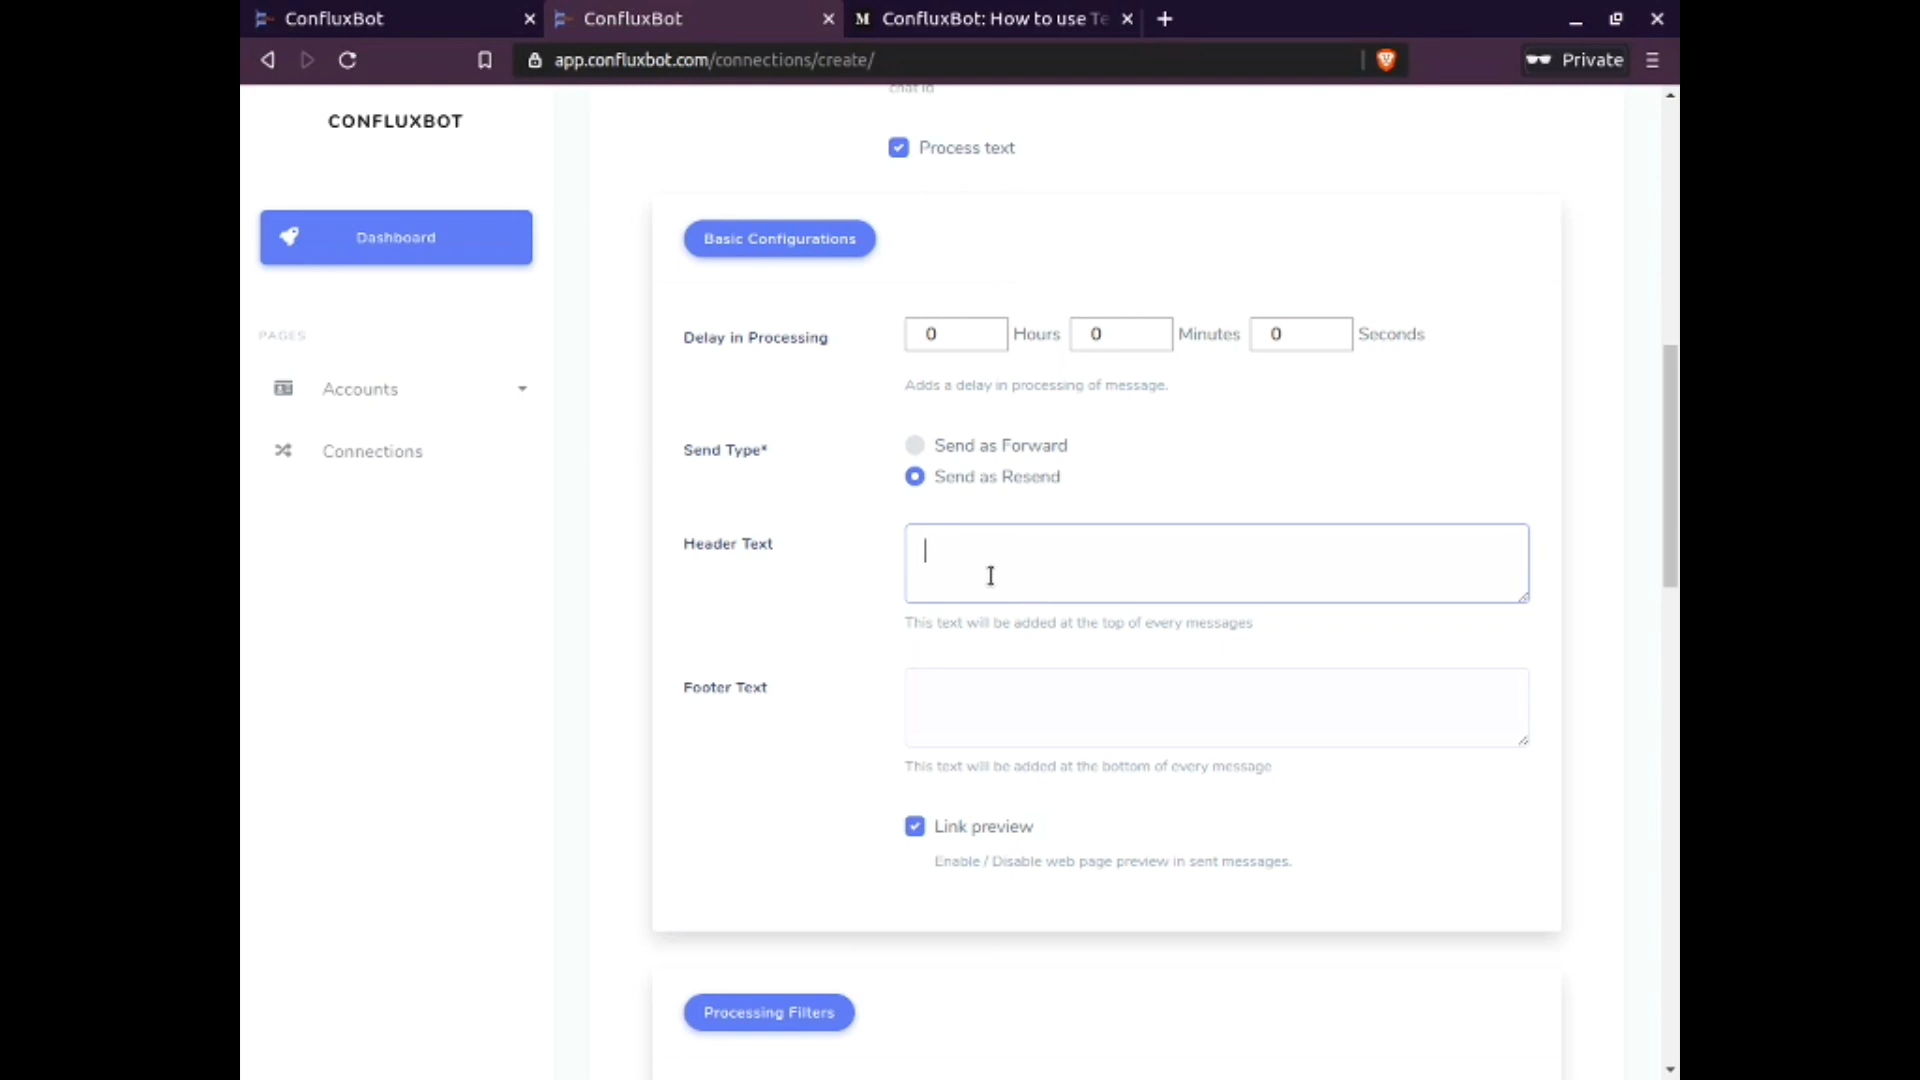 ConfluxBot
ConfluxBot
ConfluxBot: How to use Te
Private
app.confluxbot.com/connections/create/
CONFLUXBOT
Dashboard
PAGES
Accounts
Connections
chat id
Process text
Basic Configurations
Delay in Processing
0 Hours 0 Minutes 0 Seconds
Adds a delay in processing of message.
Send Type*
Send as Forward
Send as Resend
Header Text
This text will be added at the top of every messages
Footer Text
This text will be added at the bottom of every message
Link preview
Enable / Disable web page preview in sent messages.
Processing Filters